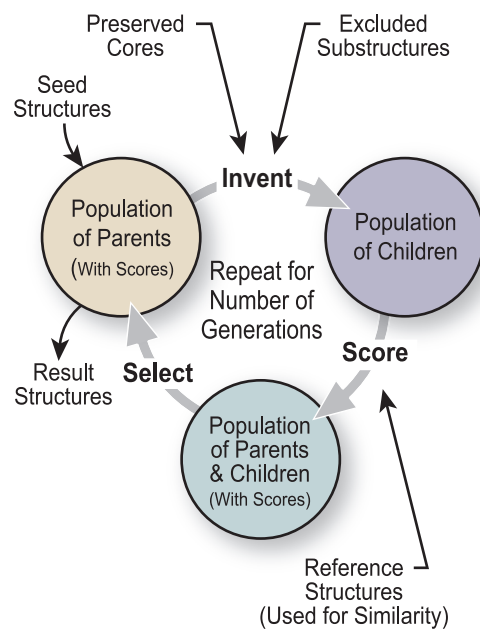 Preserved
Cores
Excluded
Substructures
Seed
Structures
Invent
Population
of Parents
(With Scores)
Population
of Children
Repeat for
Number of
Generations
Result
Structures
Select
Score
Population
of Parents
& Children
(With Scores)
Reference
Structures
(Used for Similarity)